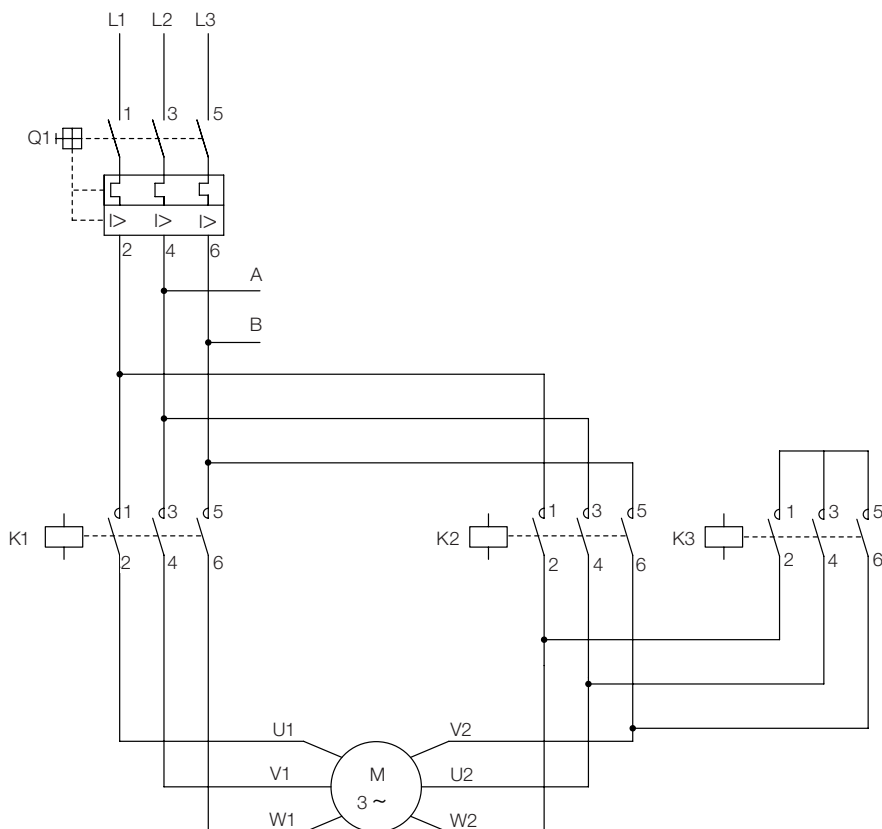 L1 L2 L3
1 3 5
Q1
I> I> I>
2 4 6
A
B
1 3 5
K1
2 4 6
1 3 5
K2
2 4 6
1 3 5
K3
2 4 6
U1 V2
V1 M U2
3 ~
W1 W2